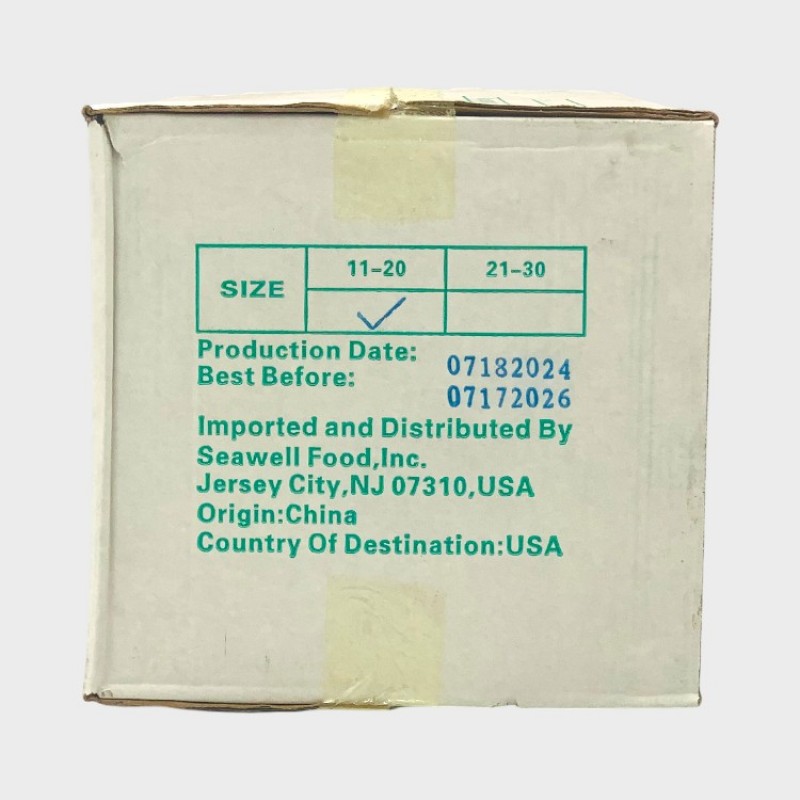 SIZE 11-20 21-30
Production Date: 07182024
Best Before: 07172026
Imported and Distributed By
Seawell Food,Inc.
Jersey City,NJ 07310,USA
Origin:China
Country Of Destination:USA